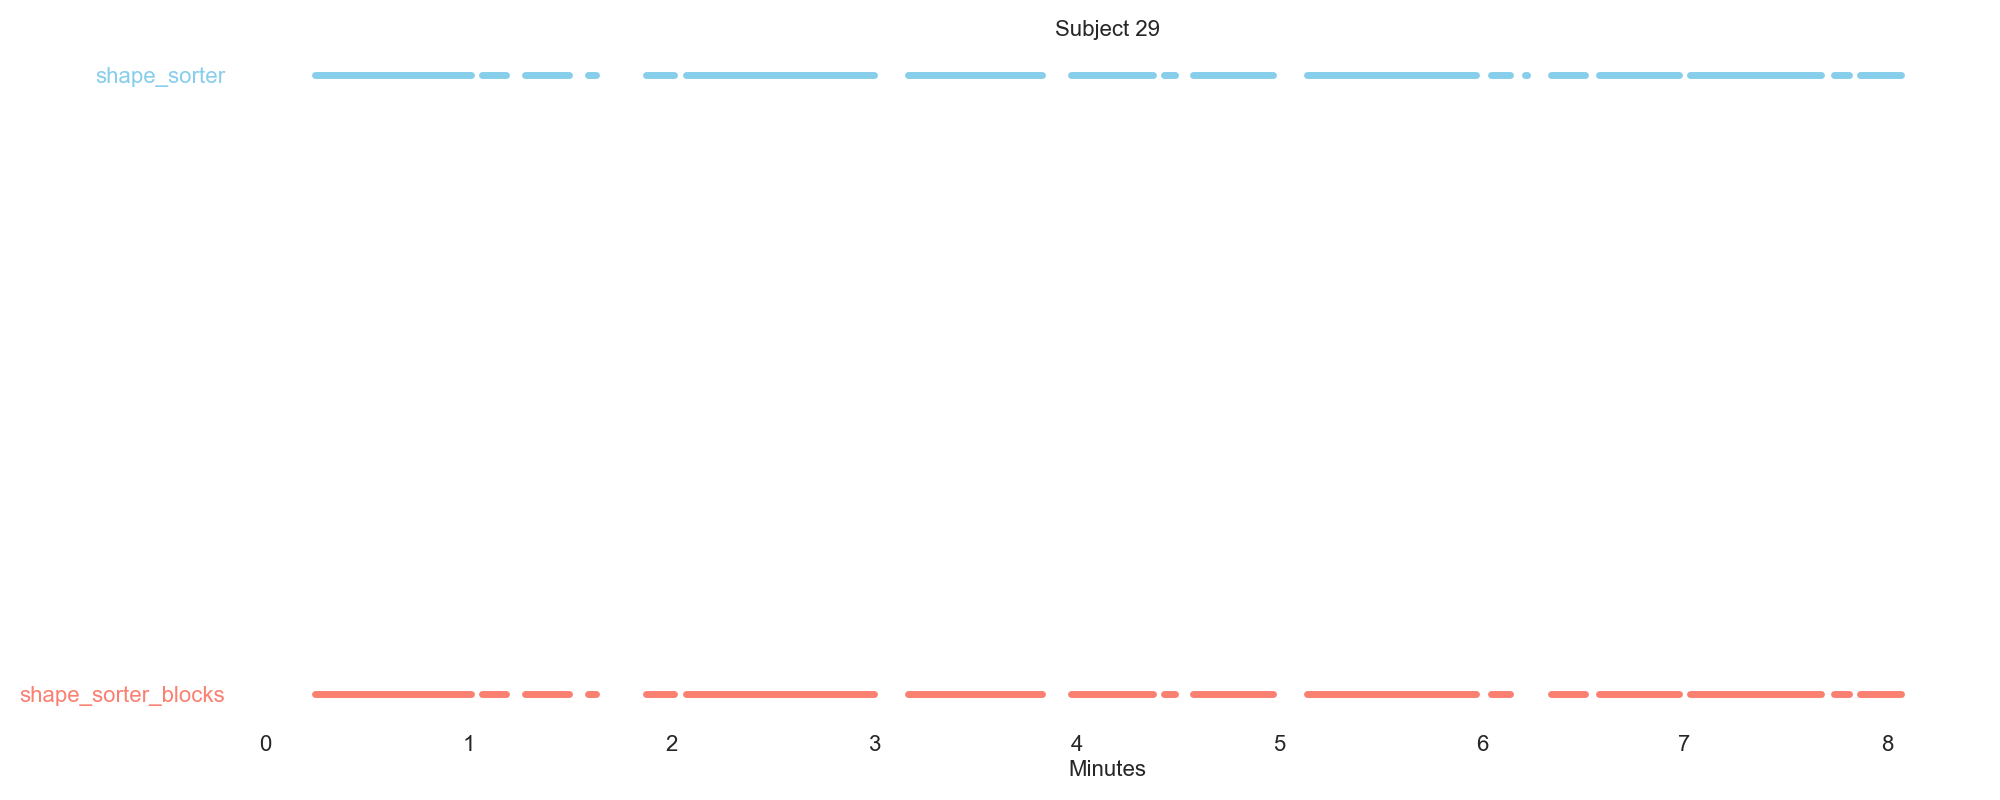 Subject 29
shape_sorter
shape_sorter_blocks
0 1 2 3 4 5 6 7 8
Minutes